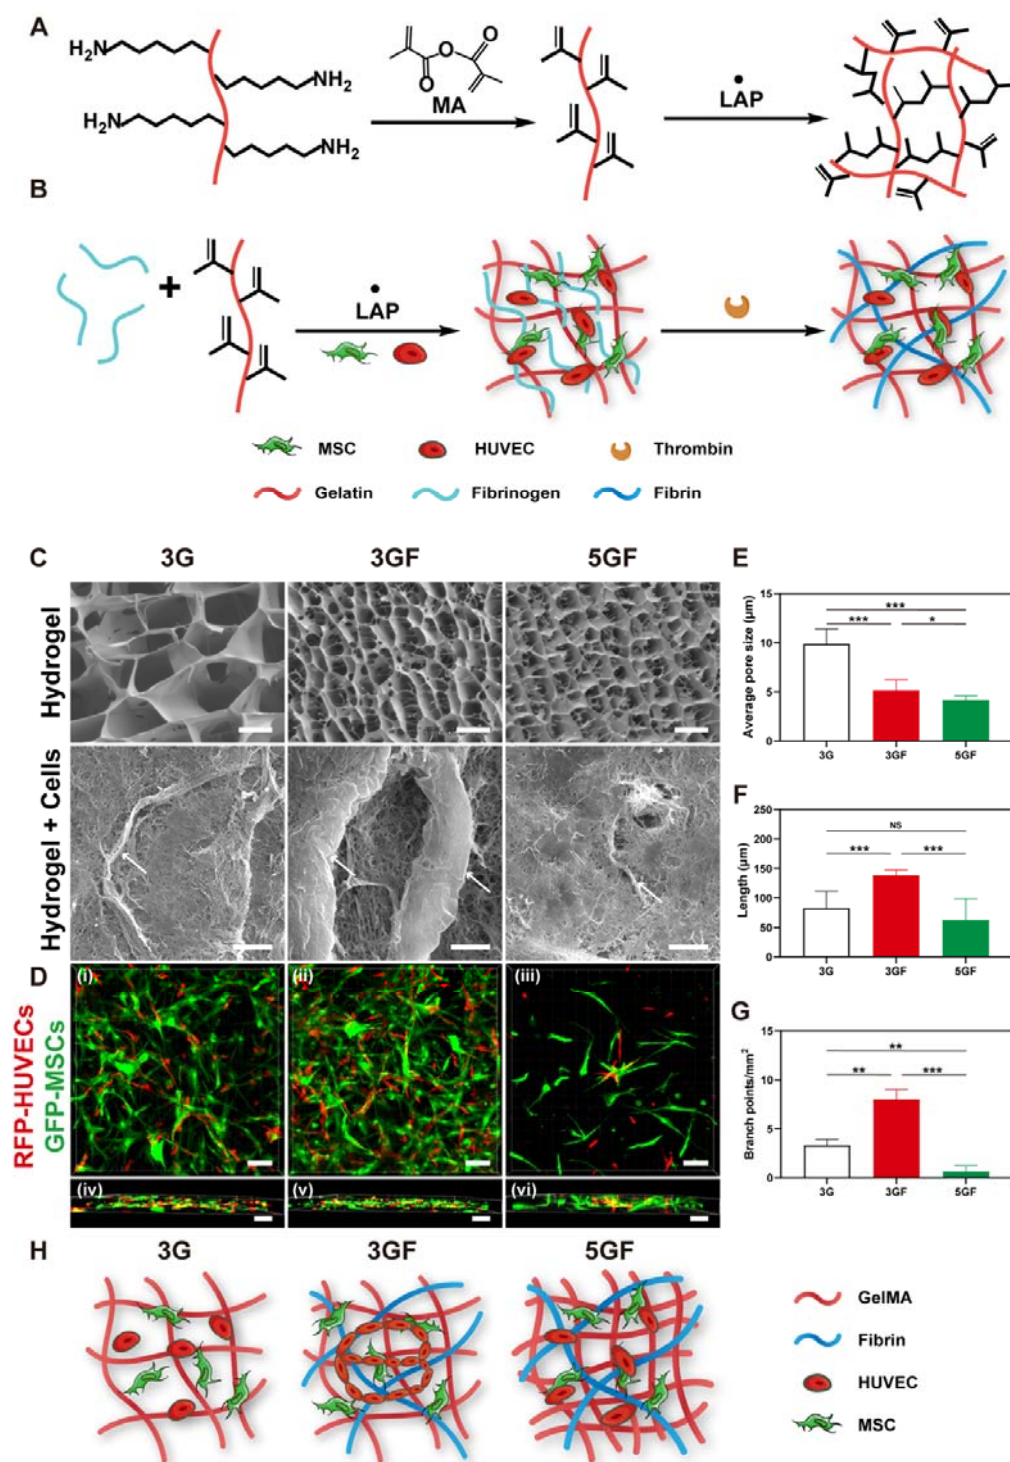 A
H₂N
NH₂
H₂N
NH₂
O
O
O
MA
LAP
B
+
LAP
MSC
HUVEC
Thrombin
Gelatin
Fibrinogen
Fibrin
C
3G
3GF
5GF
Hydrogel
Hydrogel + Cells
D
RFP-HUVECs
GFP-MSCs
(i)
(ii)
(iii)
(iv)
(v)
(vi)
E
Average pore size (μm)
15
10
5
0
***
***
*
3G
3GF
5GF
F
Length (μm)
250
200
150
100
50
0
NS
***
***
3G
3GF
5GF
G
Branch points/mm²
15
10
5
0
**
**
***
3G
3GF
5GF
H
3G
3GF
5GF
GelMA
Fibrin
HUVEC
MSC